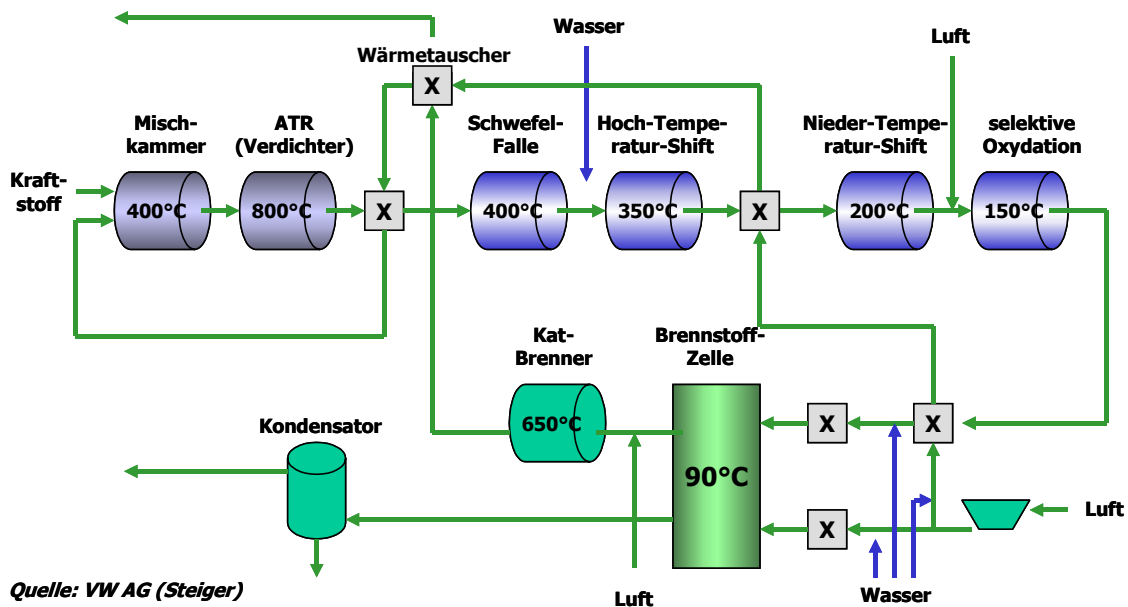 Wasser
Luft
Wärmetauscher
X
Misch-
kammer
ATR
(Verdichter)
Schwefel-
Falle
Hoch-Tempe-
ratur-Shift
Nieder-Tempe-
ratur-Shift
selektive
Oxydation
Kraft-
stoff
400°C
800°C
X
400°C
350°C
X
200°C
150°C
Kat-
Brenner
Brennstoff-
Zelle
Kondensator
650°C
X
X
90°C
X
Luft
Quelle: VW AG (Steiger)
Luft
Wasser